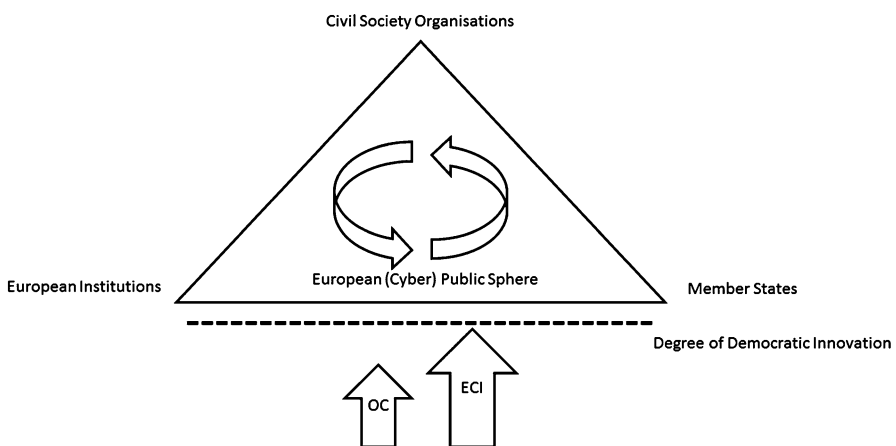 Civil Society Organisations
European Institutions
European (Cyber) Public Sphere
Member States
Degree of Democratic Innovation
OC
ECI